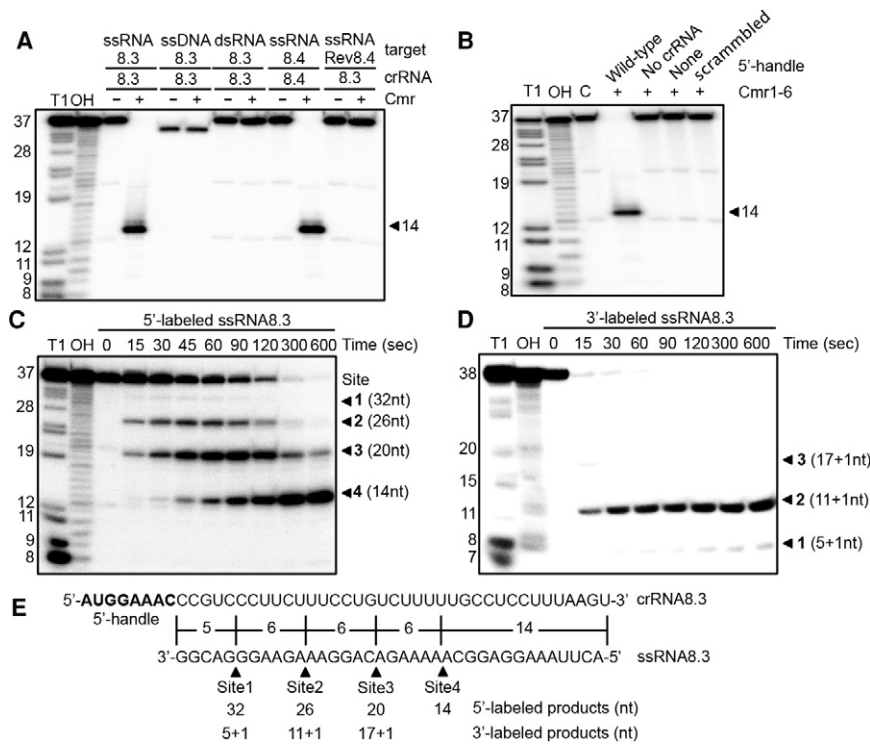 A
ssRNA ssDNA dsRNA ssRNA ssRNA
8.3 8.3 8.3 8.4 Rev8.4 target
8.3 8.3 8.3 8.4 8.3 crRNA
T1 OH – + – + – + – + – + Cmr
37
28
19
12
11
9
8
◄14
B
Wild-type No crRNA None scrammbled 5'-handle
T1 OH C + + + + Cmr1-6
37
28
19
12
11
9
8
◄14
C
5'-labeled ssRNA8.3
T1 OH 0 15 30 45 60 90 120 300 600 Time (sec)
37
28
19
12
11
9
8
Site
◄1 (32nt)
◄2 (26nt)
◄3 (20nt)
◄4 (14nt)
D
3'-labeled ssRNA8.3
T1 OH 0 15 30 60 90 120 300 600 Time (sec)
38
20
15
11
8
7
◄3 (17+1nt)
◄2 (11+1nt)
◄1 (5+1nt)
E
5'-AUGGAAACCCGUCCCUUCUUUCCUGUCUUUUUGCCUCCUUUAAGU-3' crRNA8.3
5'-handle
5 6 6 6 14
3'-GGCAGGGAAGAAAGGACAGAAAAACGGAGGAAAUUCA-5' ssRNA8.3
Site1 Site2 Site3 Site4
32 26 20 14 5'-labeled products (nt)
5+1 11+1 17+1 3'-labeled products (nt)